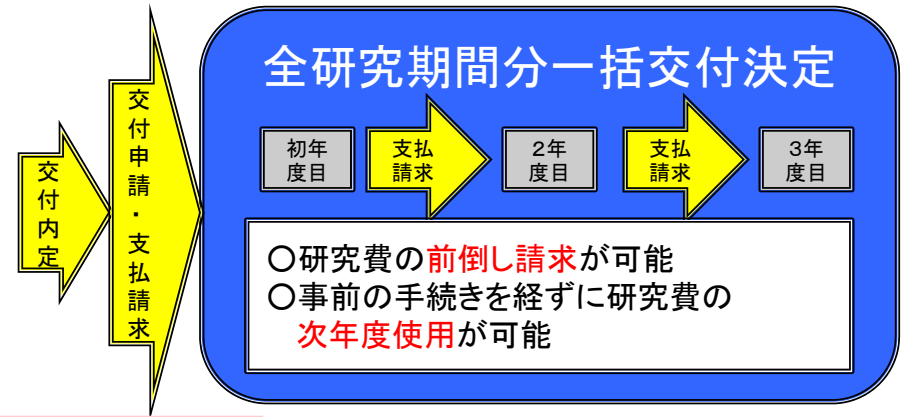 交付内定
交付申請・支払請求
全研究期間分一括交付決定
初年
度目
支払
請求
２年
度目
支払
請求
３年
度目
○研究費の前倒し請求が可能
○事前の手続きを経ずに研究費の
次年度使用が可能